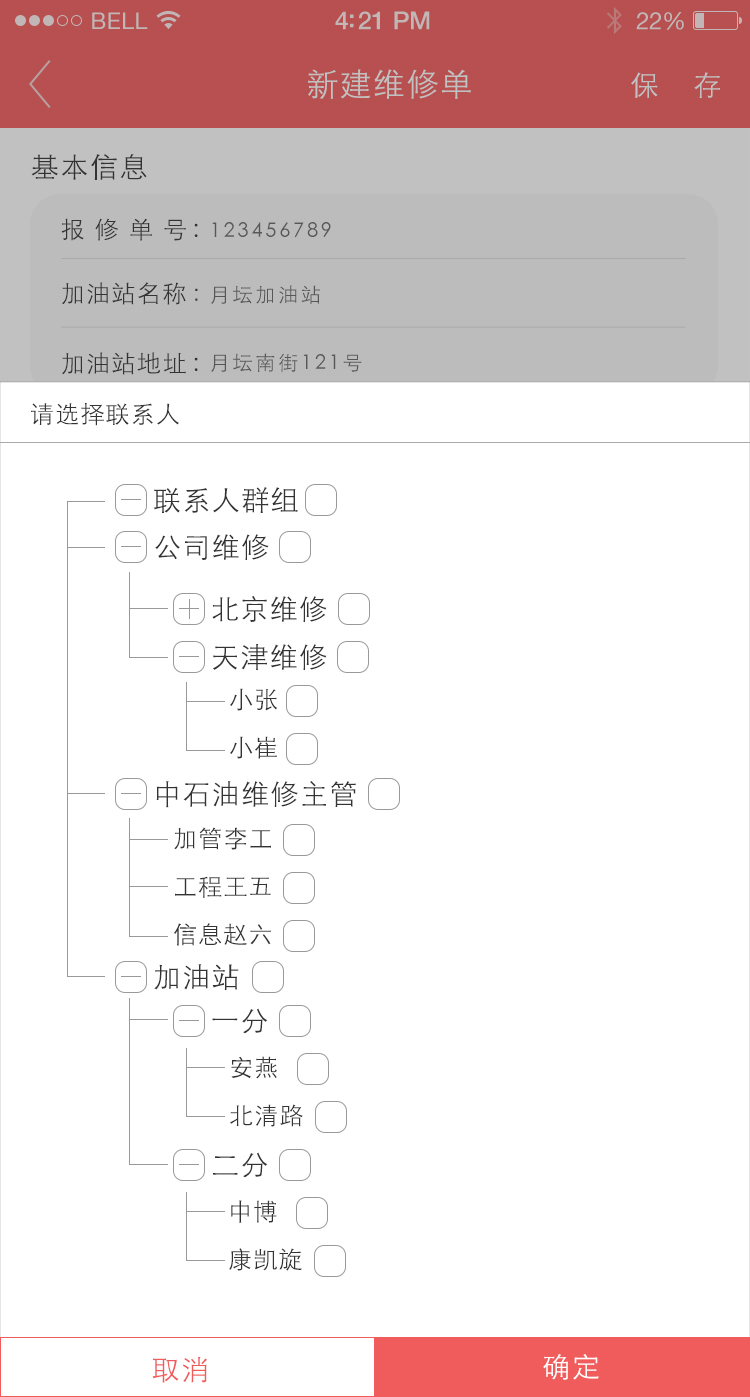 BELL 4:21 PM 22%
新建维修单 保 存
基本信息
报修单号：123456789
加油站名称：月坛加油站
加油站地址：月坛南街121号
请选择联系人
联系人群组
公司维修
北京维修
天津维修
小张
小崔
中石油维修主管
加管李工
工程王五
信息赵六
加油站
一分
安燕
北清路
二分
中博
康凯旋
取消 确定